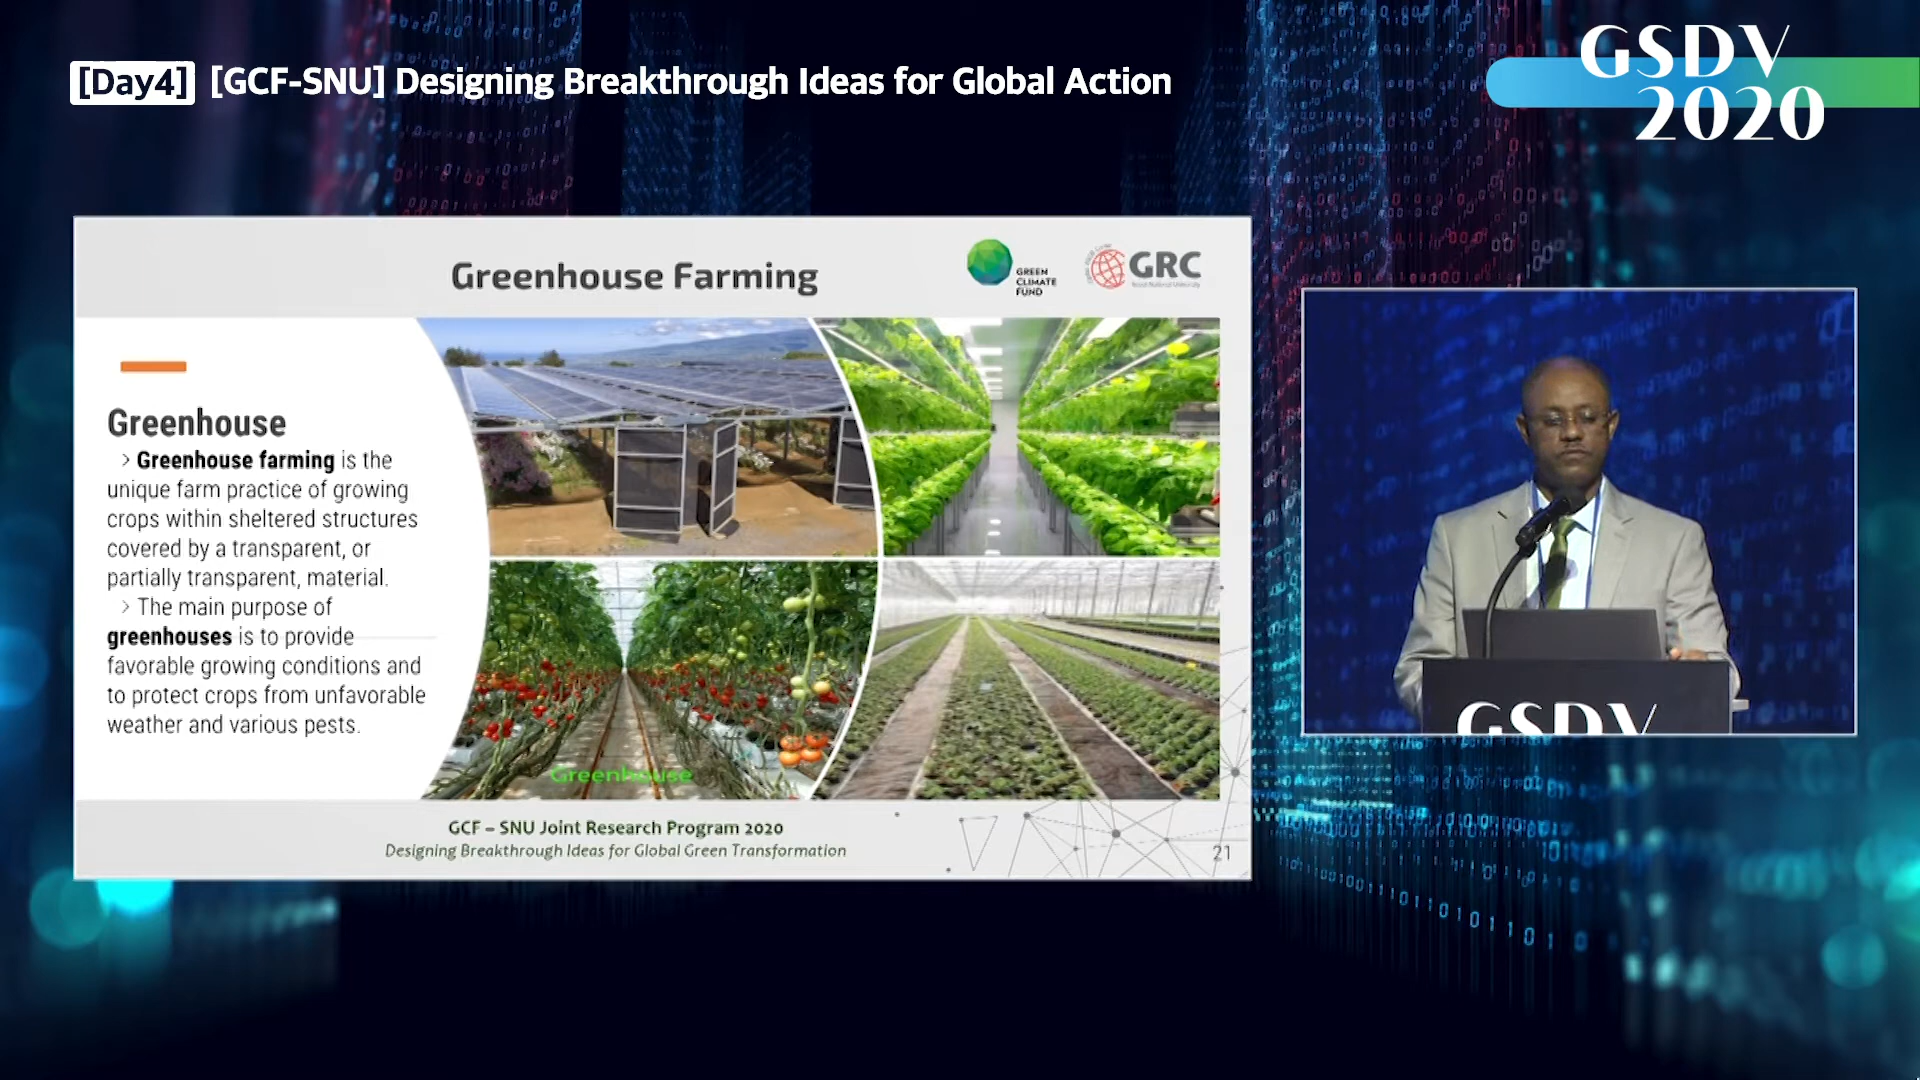 [Day4] [GCF-SNU] Designing Breakthrough Ideas for Global Action
GSDV
2020
Greenhouse Farming
GREEN
CLIMATE
FUND
GRC
Greenhouse
> Greenhouse farming is the
unique farm practice of growing
crops within sheltered structures
covered by a transparent, or
partially transparent, material.
> The main purpose of
greenhouses is to provide
favorable growing conditions and
to protect crops from unfavorable
weather and various pests.
Greenhouse
GCF – SNU Joint Research Program 2020
Designing Breakthrough Ideas for Global Green Transformation
21
GSDV